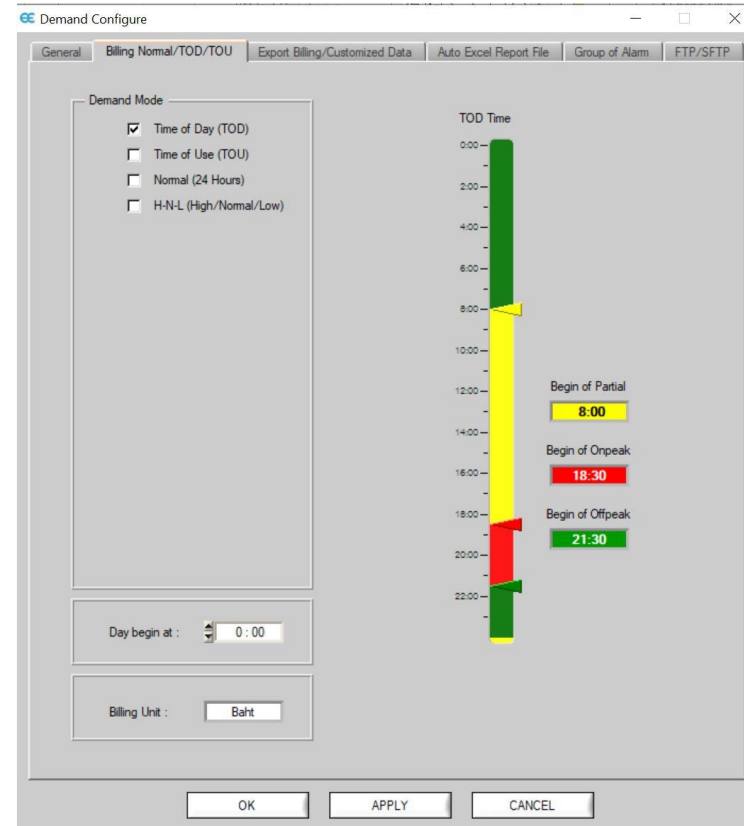 Demand Configure
General
Billing Normal/TOD/TOU
Export Billing/Customized Data
Auto Excel Report File
Group of Alarm
FTP/SFTP
Demand Mode
Time of Day (TOD)
Time of Use (TOU)
Normal (24 Hours)
H-N-L (High/Normal/Low)
Day begin at :
0 : 00
Billing Unit :
Baht
TOD Time
0:00
2:00
4:00
6:00
8:00
10:00
12:00
14:00
16:00
18:00
20:00
22:00
Begin of Partial
8:00
Begin of Onpeak
18:30
Begin of Offpeak
21:30
OK
APPLY
CANCEL